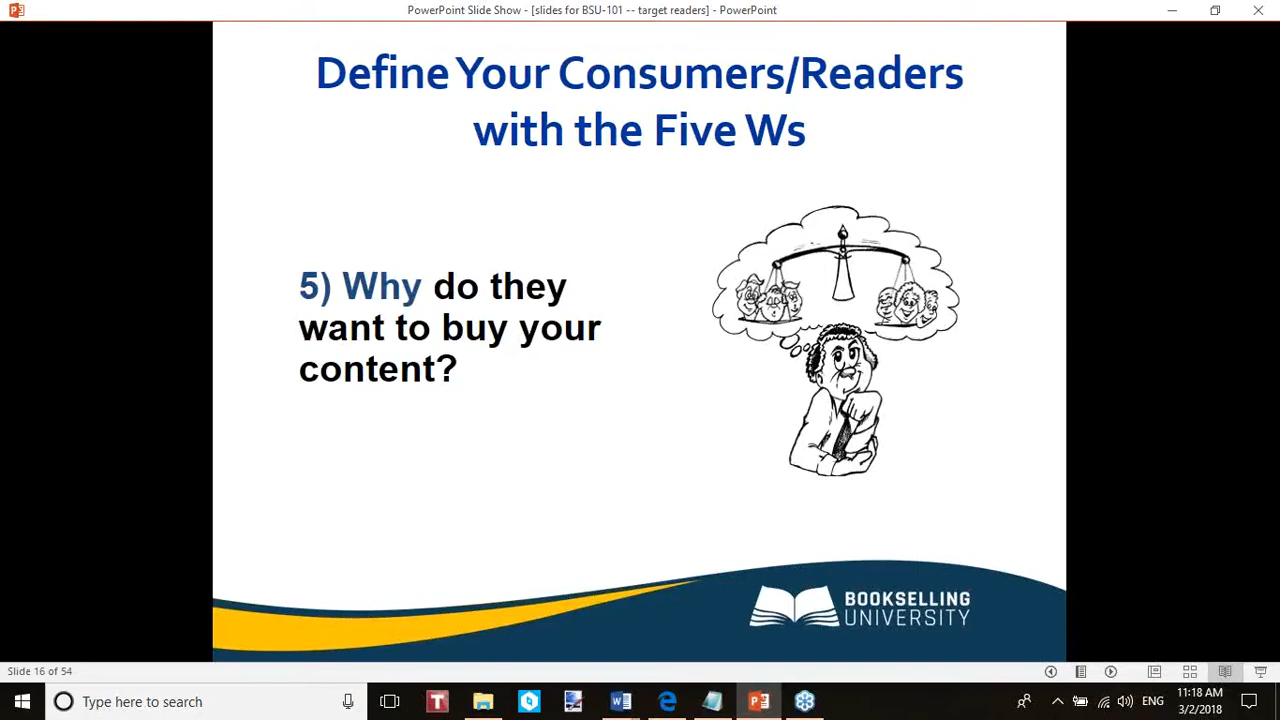 PowerPoint Slide Show - [slides for BSU-101 -- target readers] - PowerPoint
Define Your Consumers/Readers
with the Five Ws
5) Why do they
want to buy your
content?
BOOKSELLING
UNIVERSITY
Slide 16 of 54
Type here to search
ENG
11:18 AM
3/2/2018